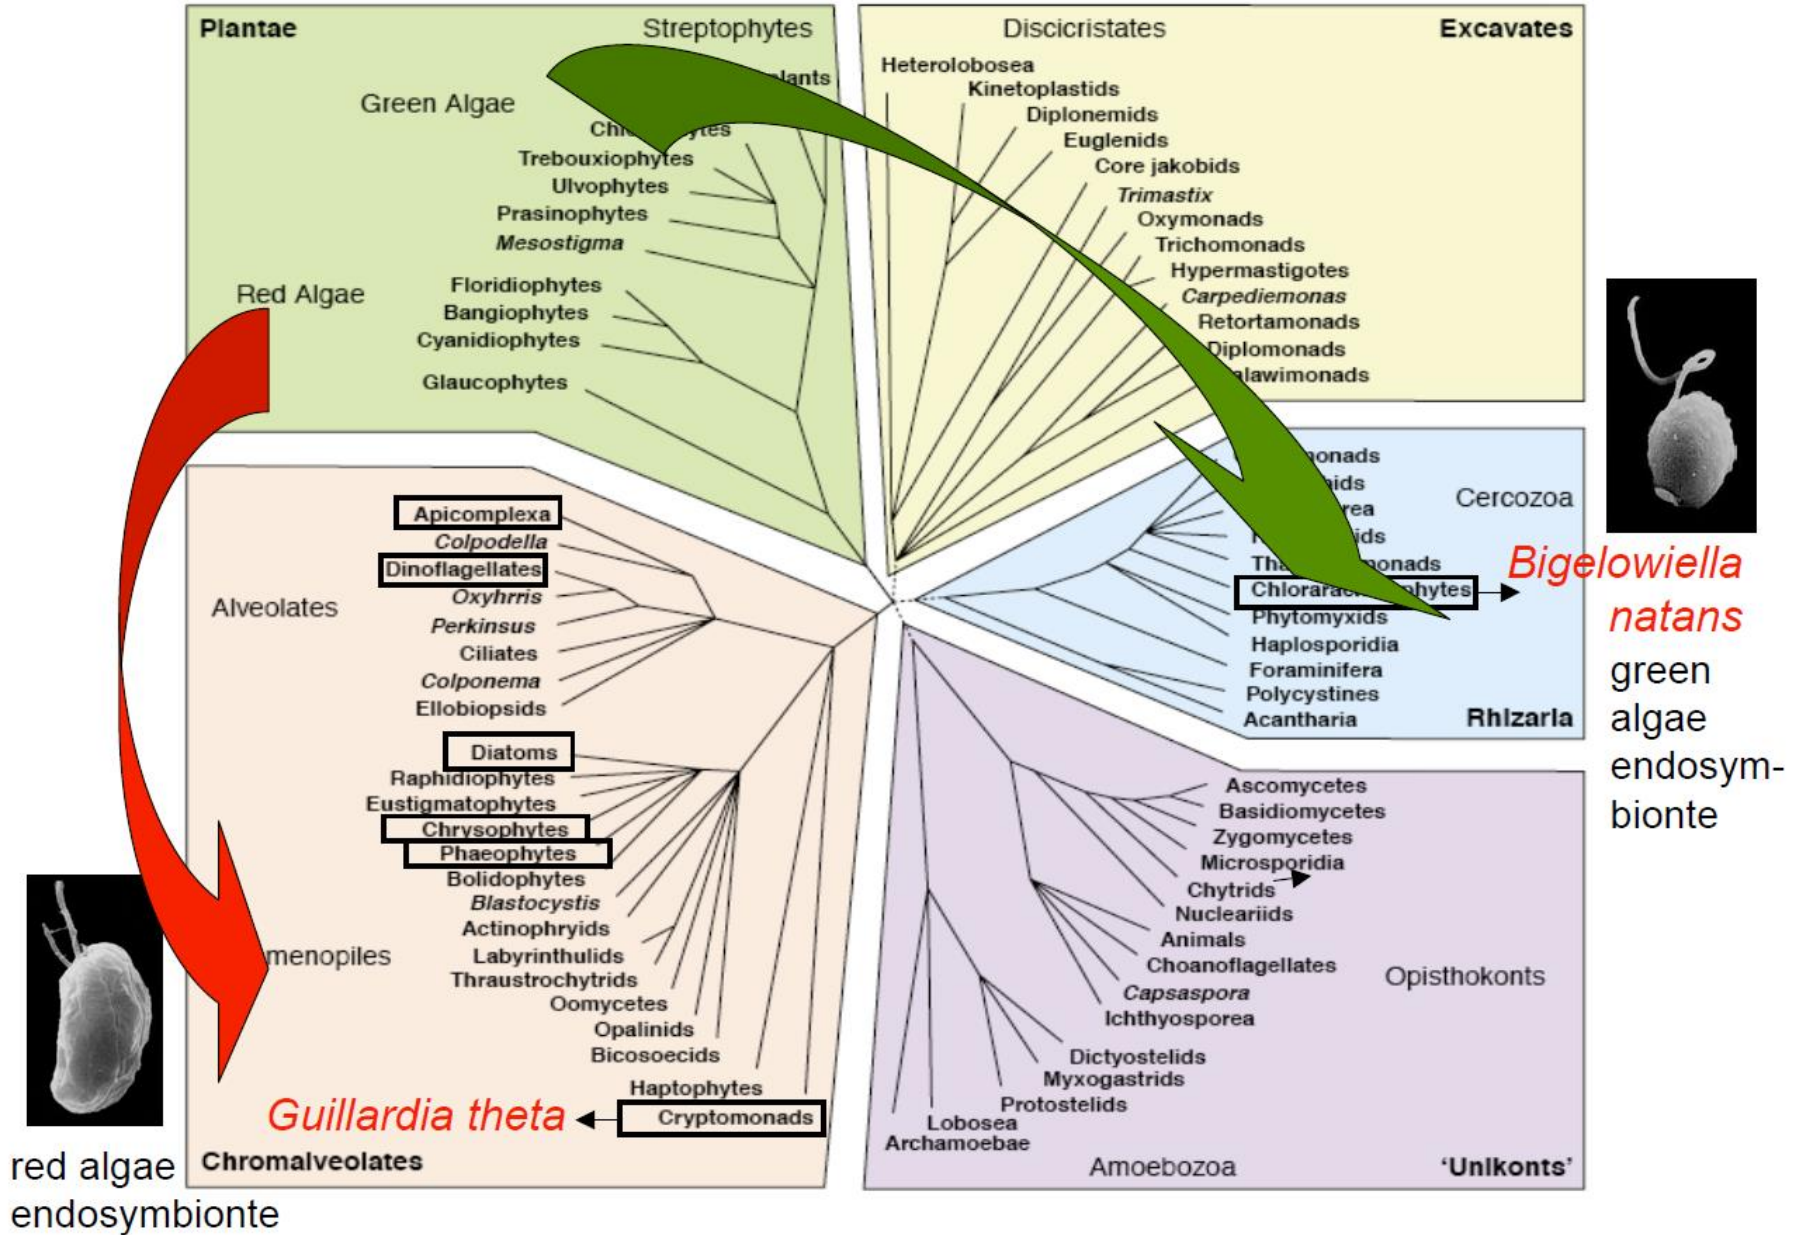 Plantae
Streptophytes
Green Algae
Trebouxiophytes
Ulvophytes
Prasinophytes
Mesostigma
Red Algae
Floridiophytes
Bangiophytes
Cyanidiophytes
Glaucophytes
Discicristates
Excavates
Heterolobosea
Kinetoplastids
Diplonemids
Euglenids
Core jakobids
Trimastix
Oxymonads
Trichomonads
Hypermastigotes
Carpediemonas
Retortamonads
Diplomonads
Cercozoa
Phytomyxids
Haplosporidia
Foraminifera
Polycystines
Acantharia
Rhizaria
Bigelowiella
natans
green
algae
endosym-
bionte
Apicomplexa
Colpodella
Dinoflagellates
Oxyhrris
Alveolates
Perkinsus
Ciliates
Colponema
Ellobiopsids
Diatoms
Raphidiophytes
Eustigmatophytes
Chrysophytes
Phaeophytes
Bolidophytes
Blastocystis
Actinophryids
Labyrinthulids
Thraustrochytrids
Oomycetes
Opalinids
Bicosoecids
Haptophytes
Cryptomonads
Guillardia theta
Chromalveolates
red algae
endosymbionte
Ascomycetes
Basidiomycetes
Zygomycetes
Microsporidia
Chytrids
Nucleariids
Animals
Choanoflagellates
Opisthokonts
Capsaspora
Ichthyosporea
Dictyostelids
Myxogastrids
Protostelids
Lobosea
Archamoebae
Amoebozoa
'Unikonts'